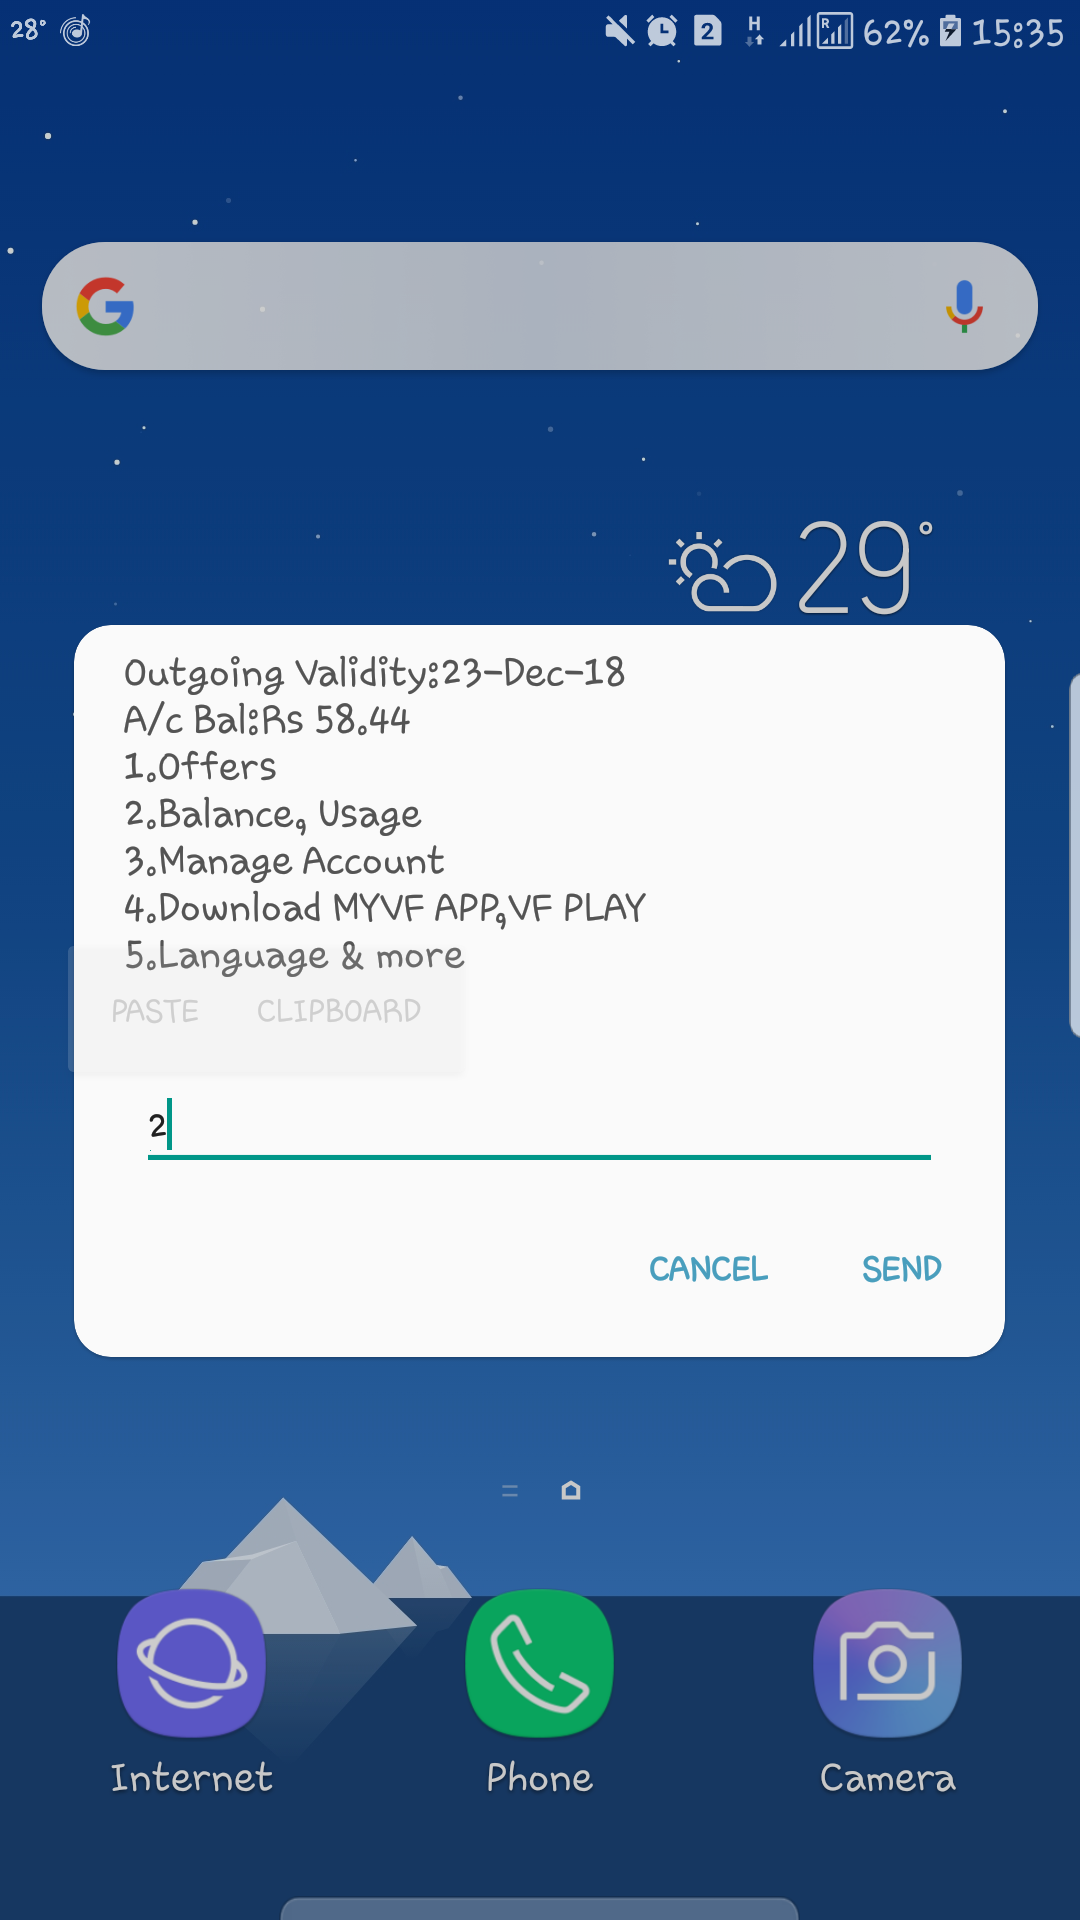 28° 2 H R 62% 15:35
29°
Outgoing Validity:23-Dec-18
A/c Bal:Rs 58.44
1.Offers
2.Balance, Usage
3.Manage Account
4.Download MYVF APP,VF PLAY
5.Language & more
PASTE CLIPBOARD
2
CANCEL SEND
Internet Phone Camera